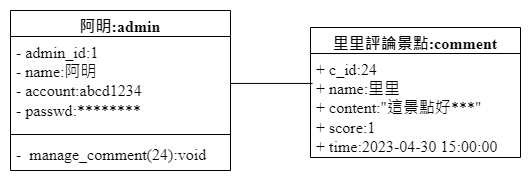 阿明:admin
- admin_id:1
- name:阿明
- account:abcd1234
- passwd:********
- manage_comment(24):void
里里評論景點:comment
+ c_id:24
+ name:里里
+ content:"這景點好***"
+ score:1
+ time:2023-04-30 15:00:00